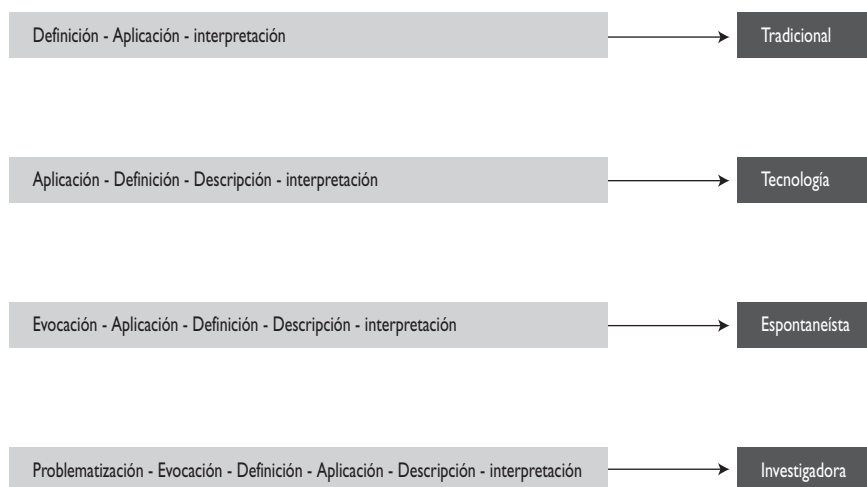 Definición - Aplicación - interpretación
Tradicional
Aplicación - Definición - Descripción - interpretación
Tecnología
Evocación - Aplicación - Definición - Descripción - interpretación
Espontaneísta
Problematización - Evocación - Definición - Aplicación - Descripción - interpretación
Investigadora